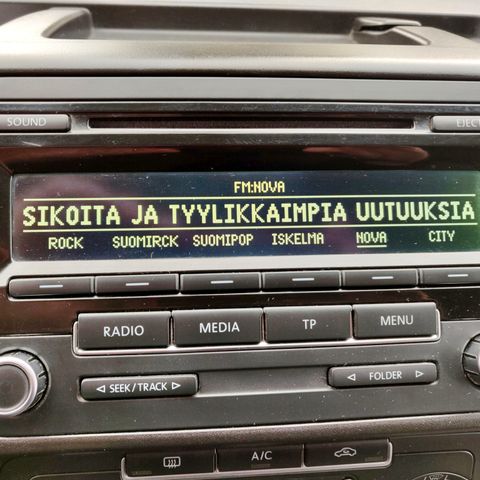 SOUND
EJECT
FM:NOVA
SIKOITA JA TYYLIKKAIMPIA UUTUUKSIA
ROCK SUOMIRCK SUOMIPOP ISKELMA NOVA CITY
RADIO MEDIA TP MENU
SEEK/TRACK FOLDER
A/C